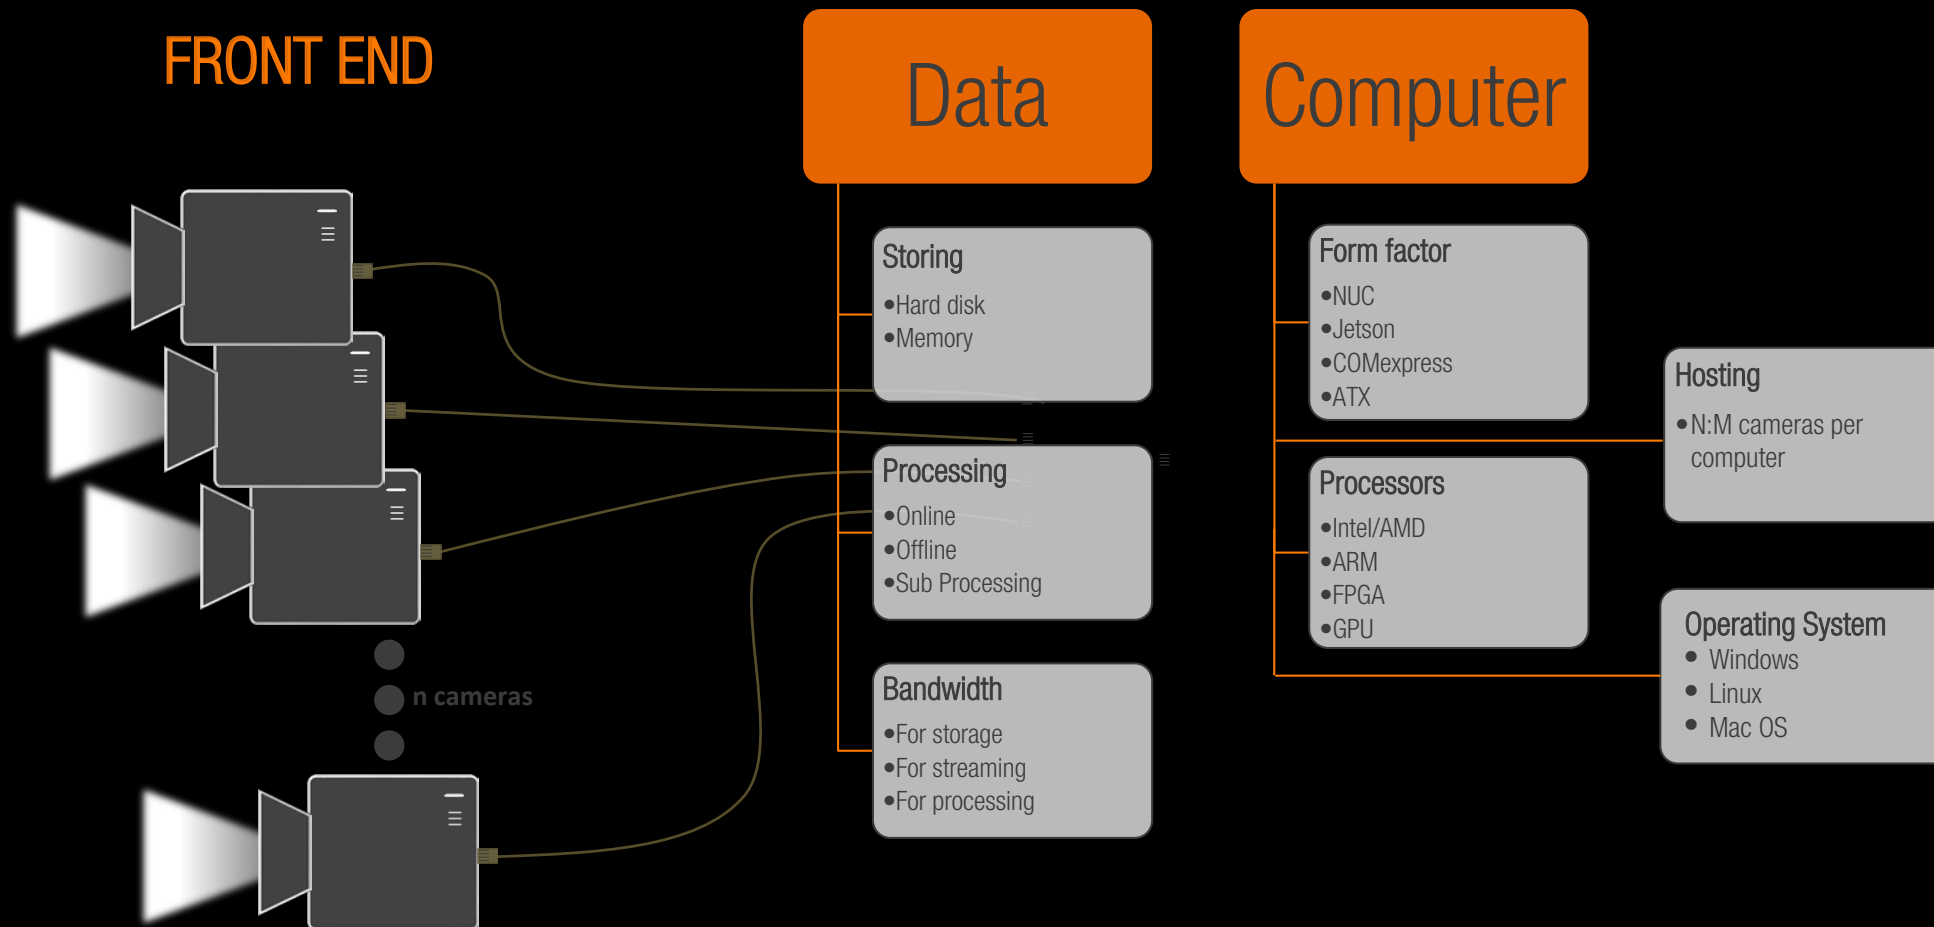 FRONT END
n cameras
Data
Storing
•Hard disk
•Memory
Processing
•Online
•Offline
•Sub Processing
Bandwidth
•For storage
•For streaming
•For processing
Computer
Form factor
•NUC
•Jetson
•COMexpress
•ATX
Processors
•Intel/AMD
•ARM
•FPGA
•GPU
Hosting
•N:M cameras per
computer
Operating System
• Windows
• Linux
• Mac OS